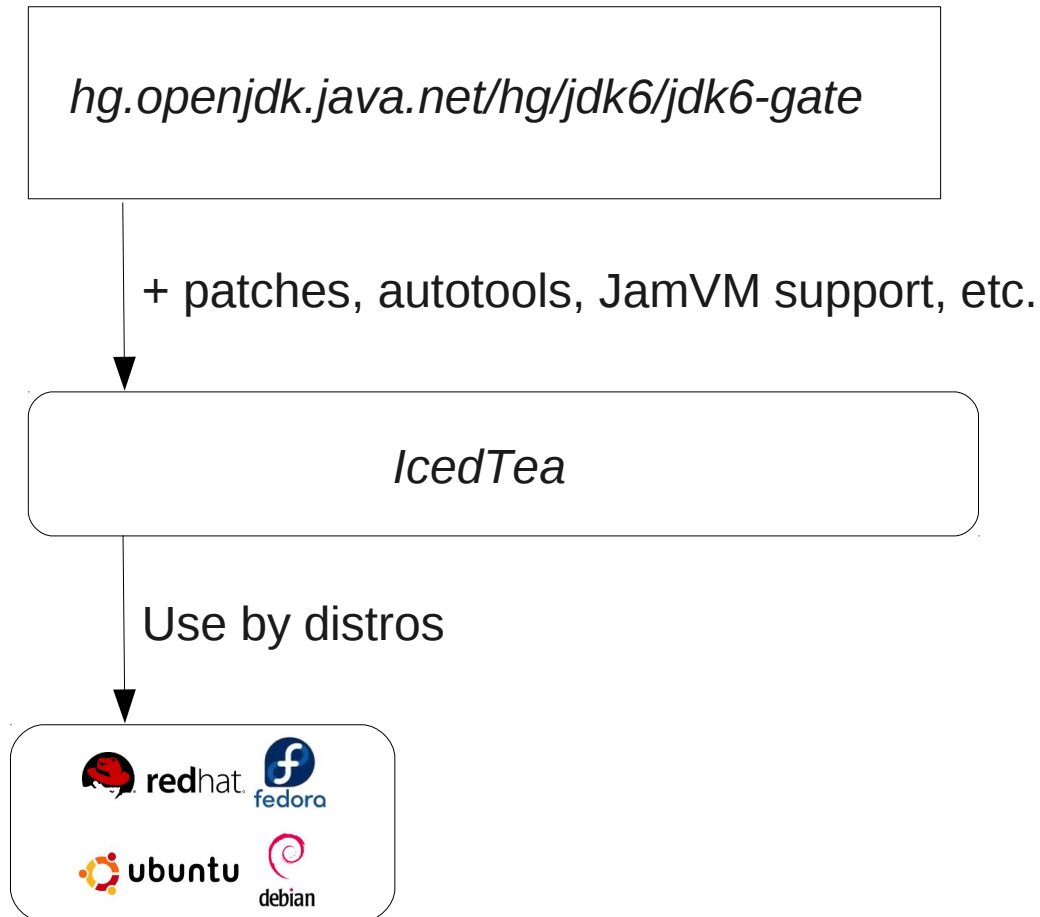 hg.openjdk.java.net/hg/jdk6/jdk6-gate
+ patches, autotools, JamVM support, etc.
IcedTea
Use by distros
redhat.
fedora
ubuntu
debian